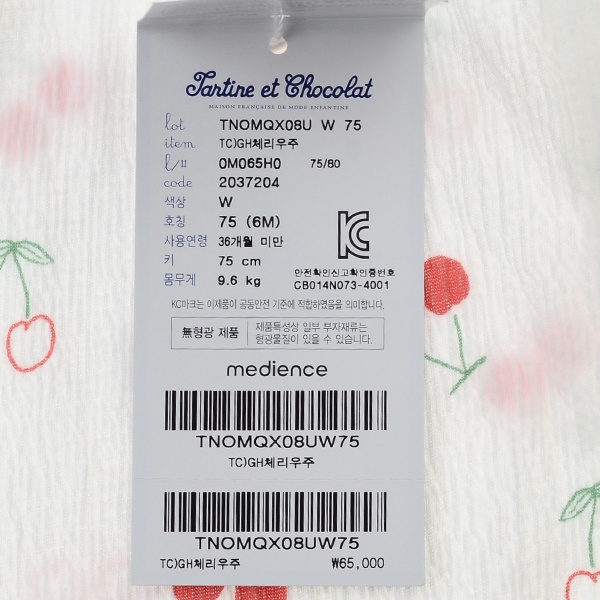 Tartine et Chocolat
MAISON FRANÇAISE DE MODE ENFANTINE
lot TNOMQX08U W 75
item TC)GH체리우주
l/# 0M065H0 75/80
code 2037204
색상 W
호칭 75 (6M)
사용연령 36개월 미만
키 75 cm
몸무게 9.6 kg
안전확인신고확인증번호
CB014N073-4001
KC마크는 이제품이 공통안전 기준에 적합하였음을 의미합니다.
無형광 제품
제품특성상 일부 부자재류는
형광물질이 있을 수 있습니다.
medience
TNOMQX08UW75
TC)GH체리우주
TNOMQX08UW75
TC)GH체리우주 ₩65,000